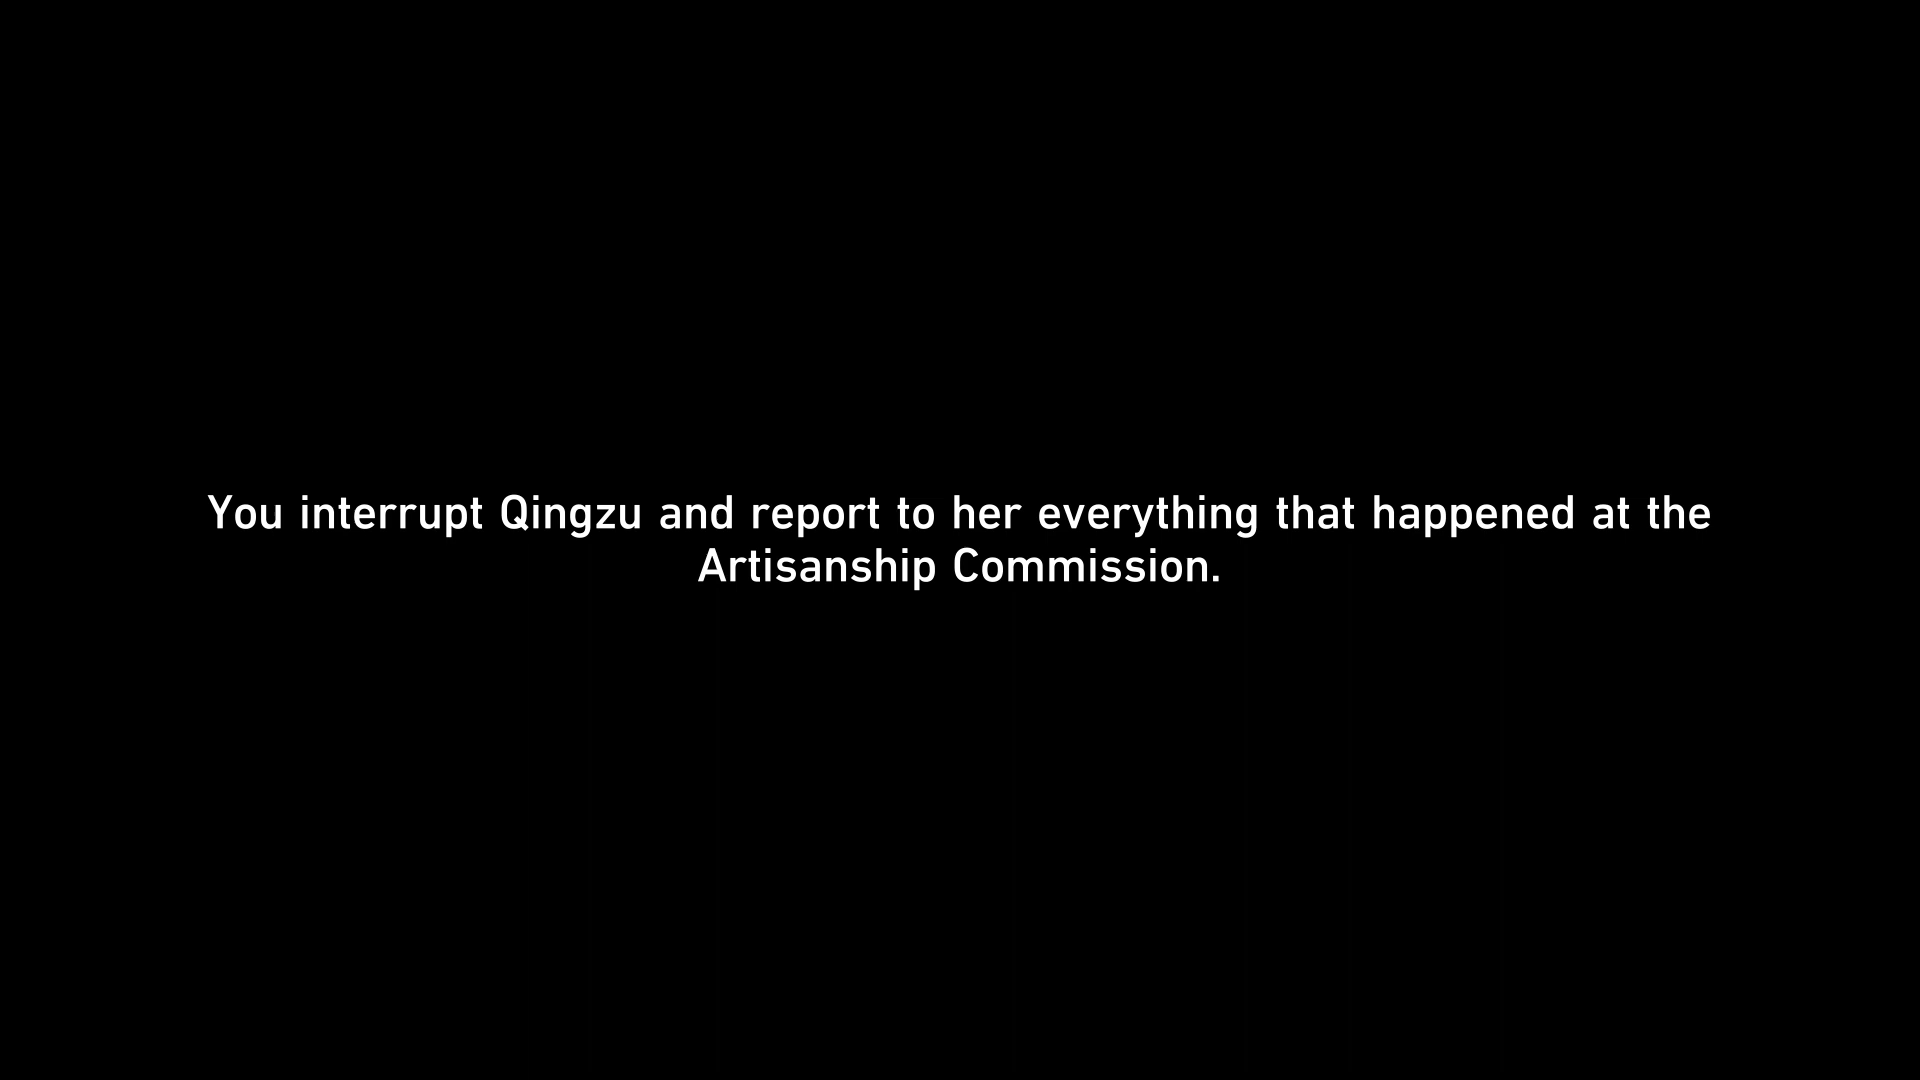 You interrupt Qingzu and report to her everything that happened at the
Artisanship Commission.